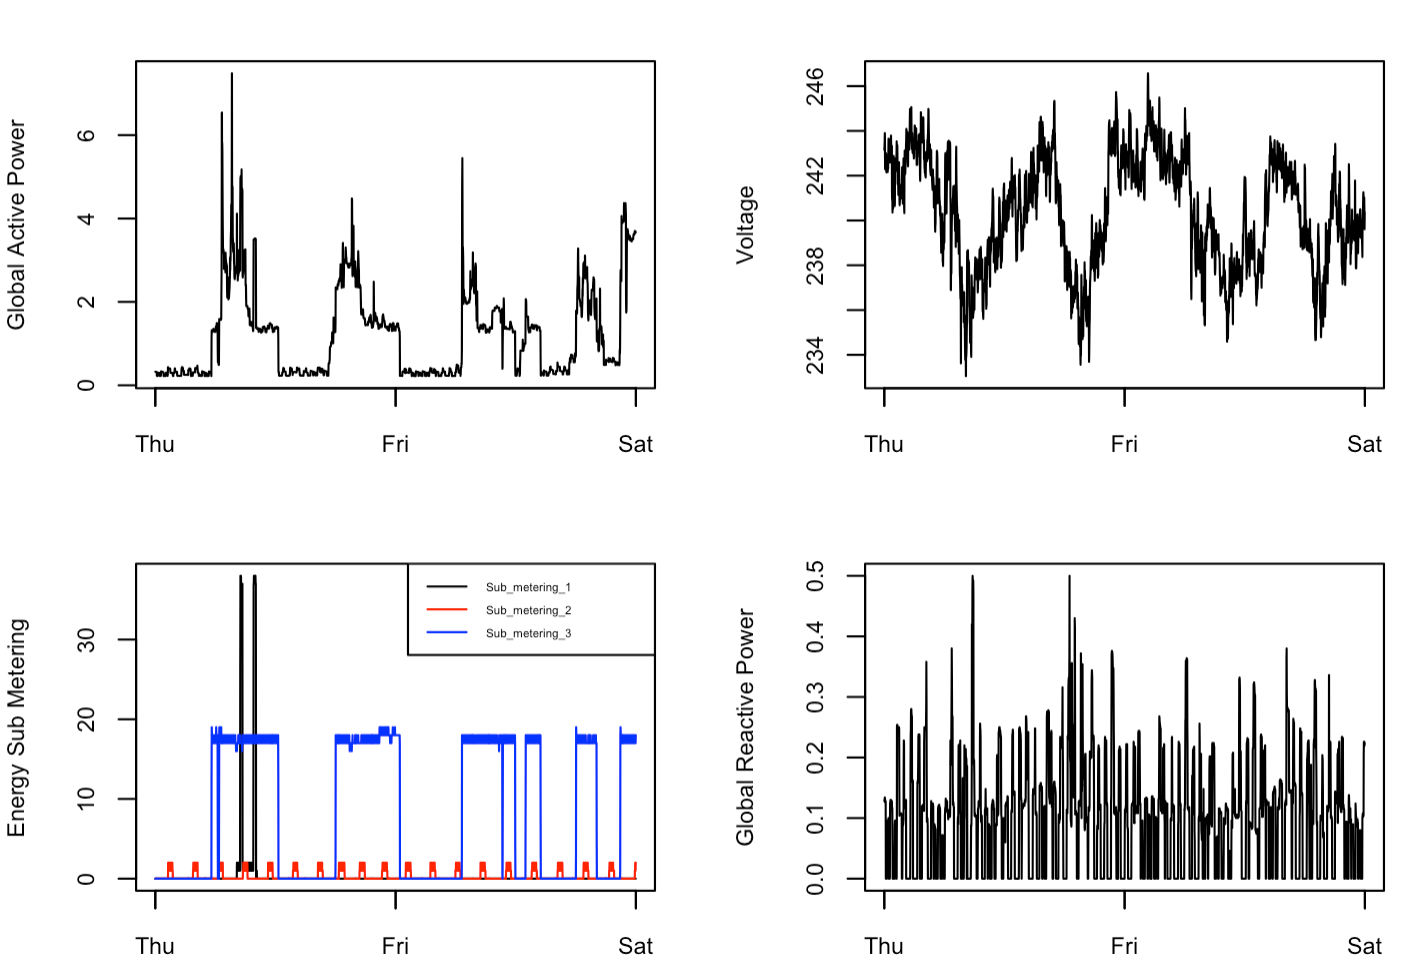 Global Active Power
6
4
2
0
Thu Fri Sat
Voltage
246
242
238
234
Thu Fri Sat
Energy Sub Metering
30
20
10
0
Sub_metering_1
Sub_metering_2
Sub_metering_3
Thu Fri Sat
Global Reactive Power
0.5
0.4
0.3
0.2
0.1
0.0
Thu Fri Sat